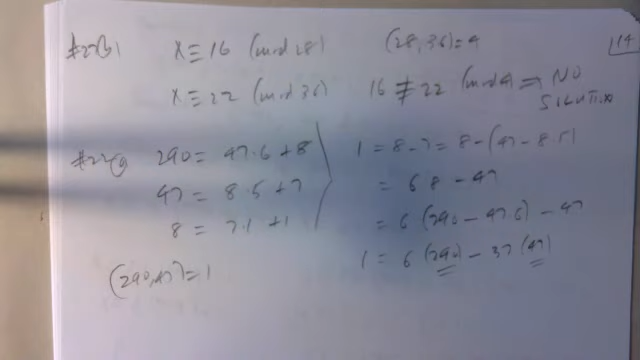 #27(b) x ≡ 16 (mod 28) (28, 36) = 4
14
x ≡ 22 (mod 36) 16 ≢ 22 (mod 4) ⇒ NO SOLUTION
290 = 47·6 + 8
47 = 8·5 + 7
8 = 7·1 + 1
(290, 47) = 1
1 = 8 - 7 = 8 - (47 - 8·5)
= 6·8 - 47
= 6(290 - 47·6) - 47
1 = 6(290) - 37(47)